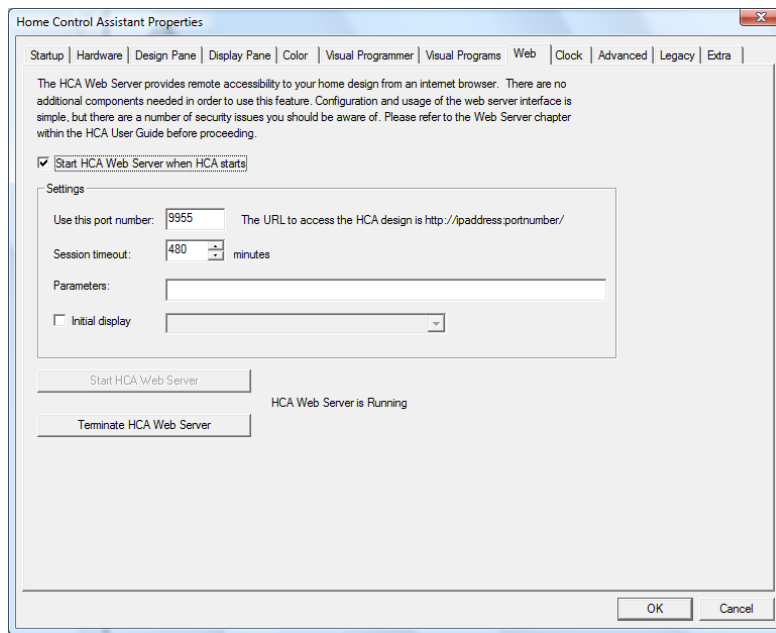 Home Control Assistant Properties
Startup Hardware Design Pane Display Pane Color Visual Programmer Visual Programs Web Clock Advanced Legacy Extra
The HCA Web Server provides remote accessibility to your home design from an internet browser. There are no
additional components needed in order to use this feature. Configuration and usage of the web server interface is
simple, but there are a number of security issues you should be aware of. Please refer to the Web Server chapter
within the HCA User Guide before proceeding.
Start HCA Web Server when HCA starts
Settings
Use this port number: 9955 The URL to access the HCA design is http://ipaddress:portnumber/
Session timeout: 480 minutes
Parameters:
Initial display
Start HCA Web Server
HCA Web Server is Running
Terminate HCA Web Server
OK Cancel